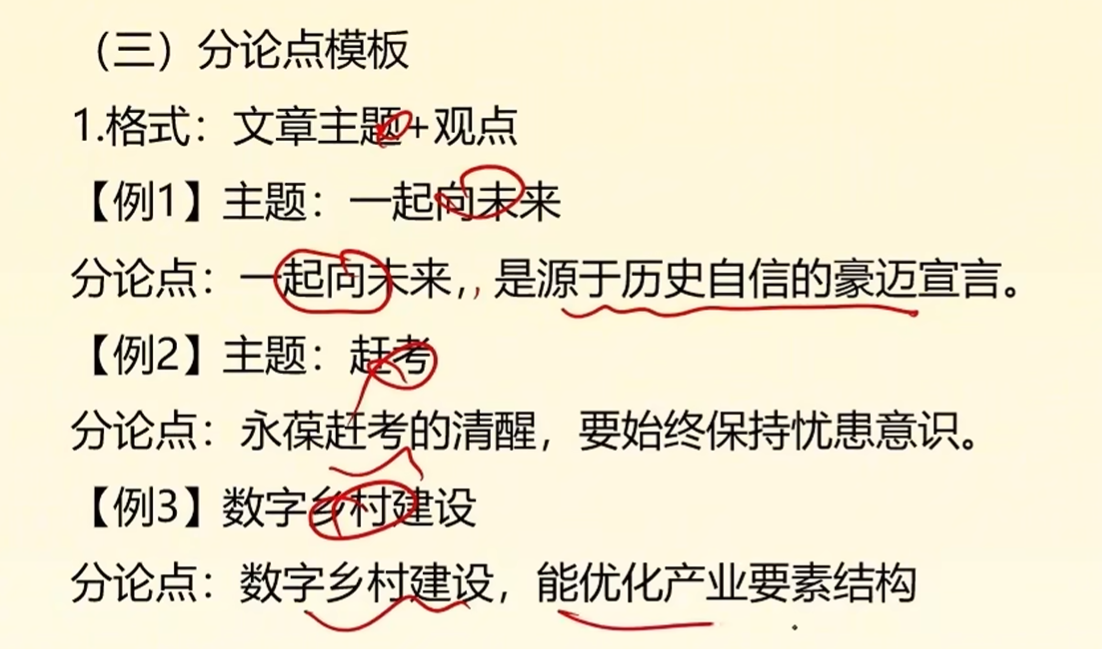 （三）分论点模板
1.格式：文章主题+观点
【例1】主题：一起向未来
分论点：一起向未来，，是源于历史自信的豪迈宣言。
【例2】主题：赶考
分论点：永葆赶考的清醒，要始终保持忧患意识。
【例3】数字乡村建设
分论点：数字乡村建设，能优化产业要素结构